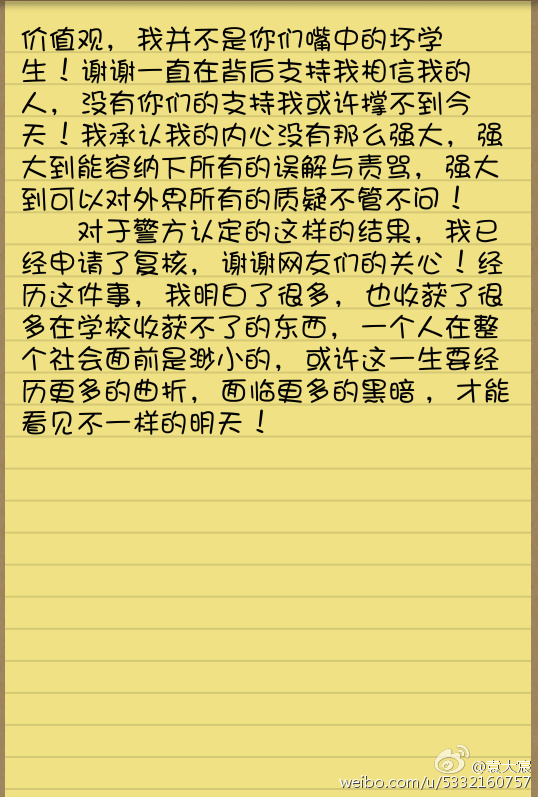 价值观，我并不是你们嘴中的坏学
生！谢谢一直在背后支持我相信我的
人，没有你们的支持我或许撑不到今
天！我承认我的内心没有那么强大，强
大到能容纳下所有的误解与责骂，强大
到可以对外界所有的质疑不管不问！
对于警方认定的这样的结果，我已
经申请了复核，谢谢网友们的关心！经
历这件事，我明白了很多，也收获了很
多在学校收获不了的东西，一个人在整
个社会面前是渺小的，或许这一生要经
历更多的曲折，面临更多的黑暗，才能
看见不一样的明天！
@袁大宸
weibo.com/u/5332160757